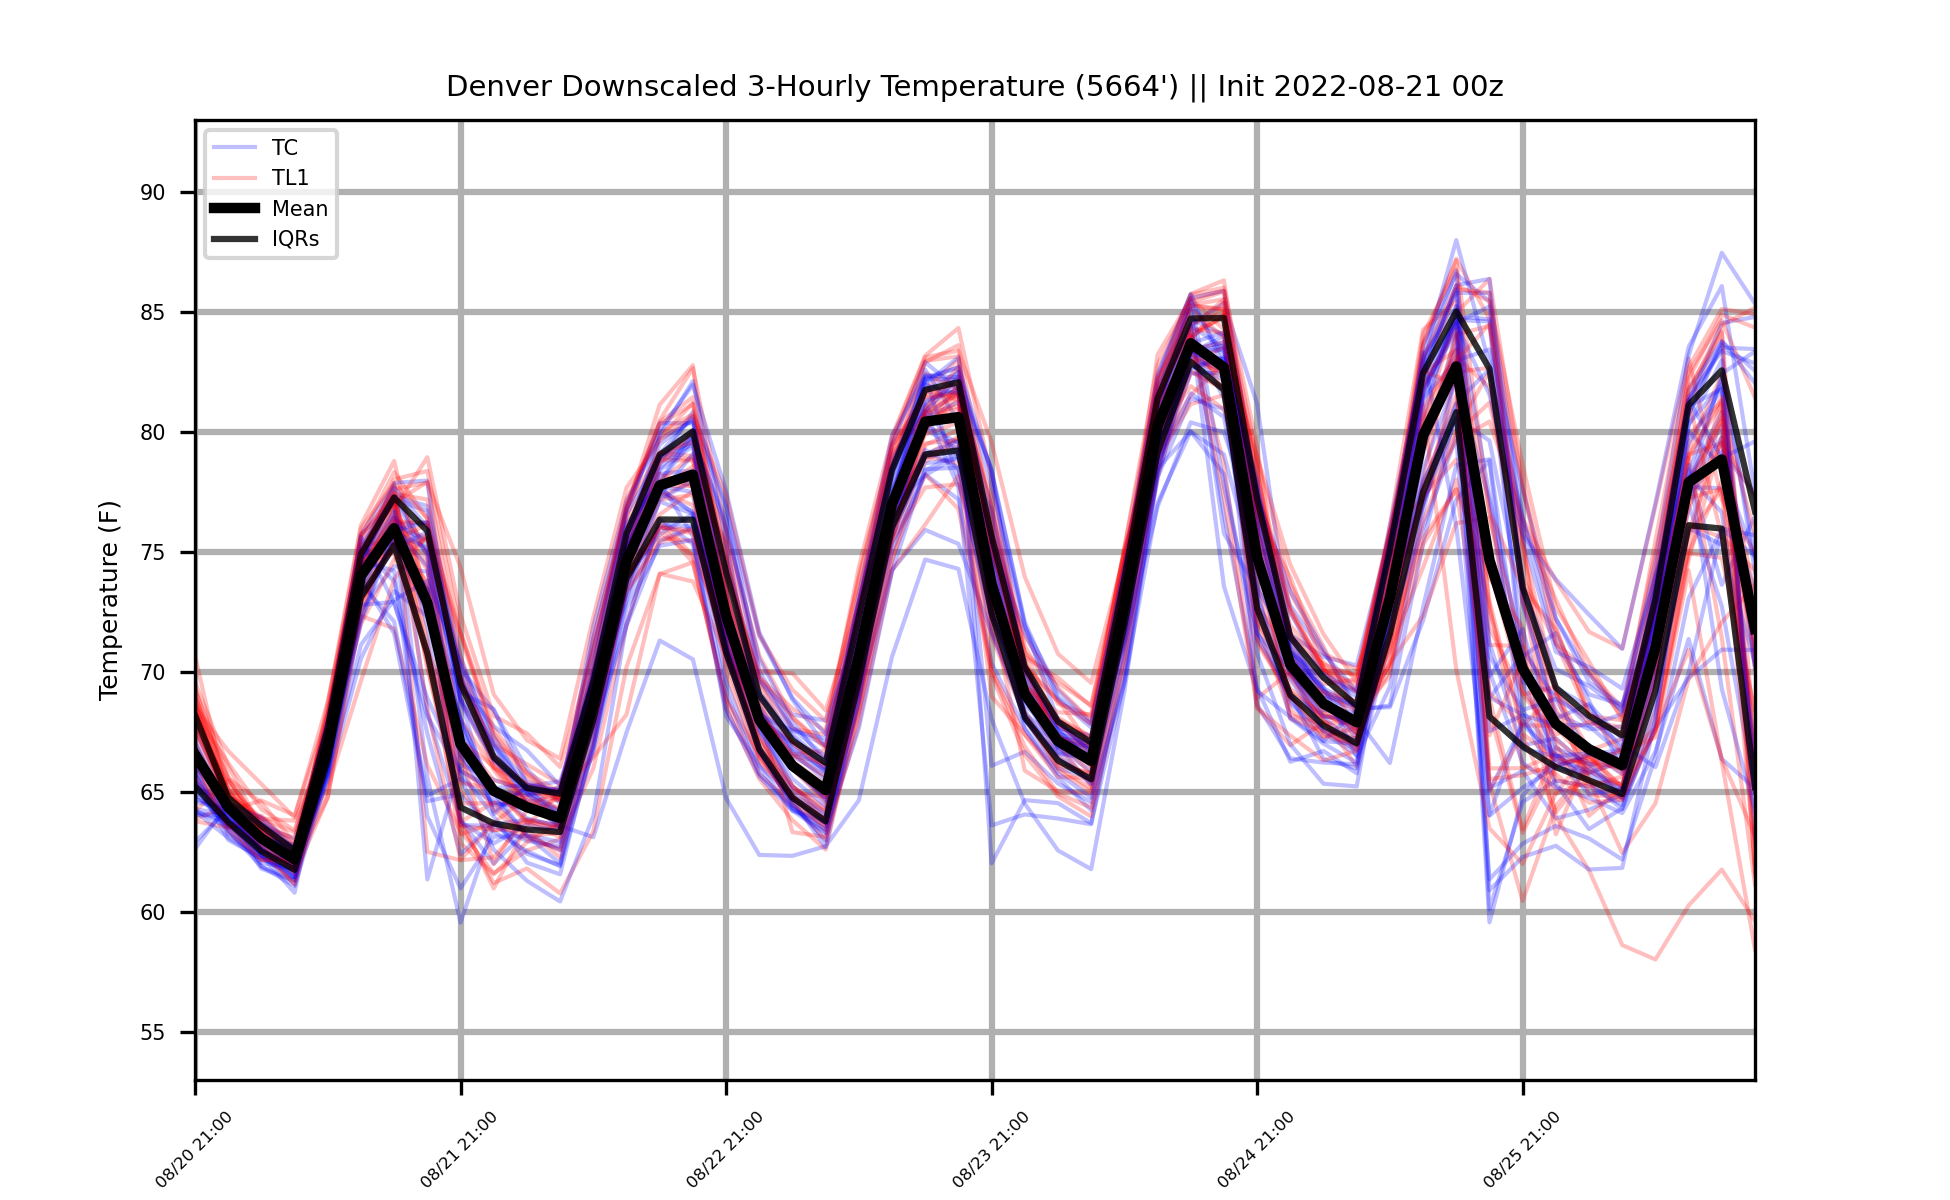 Denver Downscaled 3-Hourly Temperature (5664') || Init 2022-08-21 00z
TC
TL1
Mean
IQRs
Temperature (F)
90
85
80
75
70
65
60
55
08/20 21:00
08/21 21:00
08/22 21:00
08/23 21:00
08/24 21:00
08/25 21:00